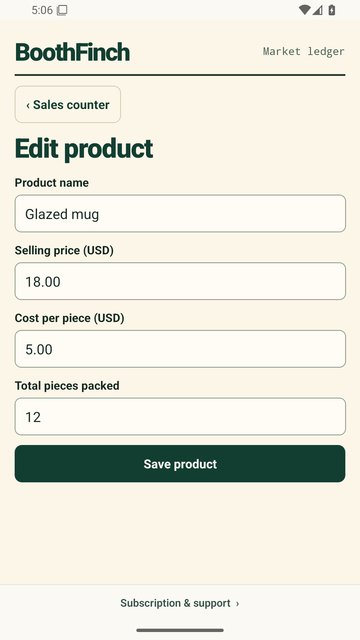 5:06
BoothFinch
Market ledger
‹ Sales counter
Edit product
Product name
Glazed mug
Selling price (USD)
18.00
Cost per piece (USD)
5.00
Total pieces packed
12
Save product
Subscription & support ›